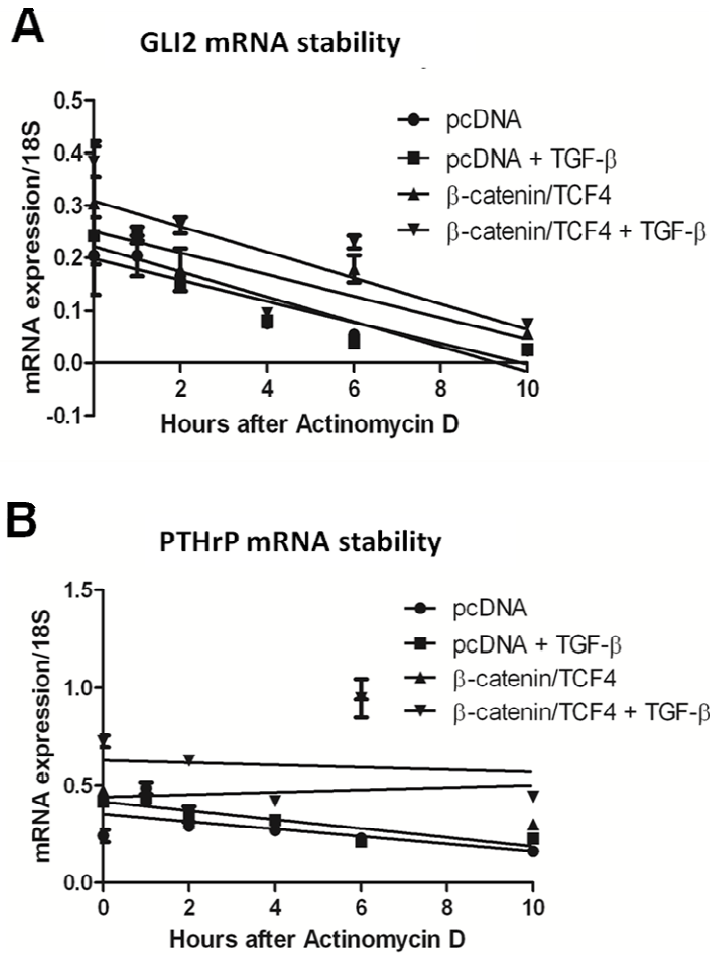 A
GLI2 mRNA stability
mRNA expression/18S
0.5
0.4
0.3
0.2
0.1
0.0
-0.1
2
4
6
8
10
Hours after Actinomycin D
pcDNA
pcDNA + TGF-β
β-catenin/TCF4
β-catenin/TCF4 + TGF-β
B
PTHrP mRNA stability
mRNA expression/18S
1.5
1.0
0.5
0.0
0
2
4
6
8
10
Hours after Actinomycin D
pcDNA
pcDNA + TGF-β
β-catenin/TCF4
β-catenin/TCF4 + TGF-β